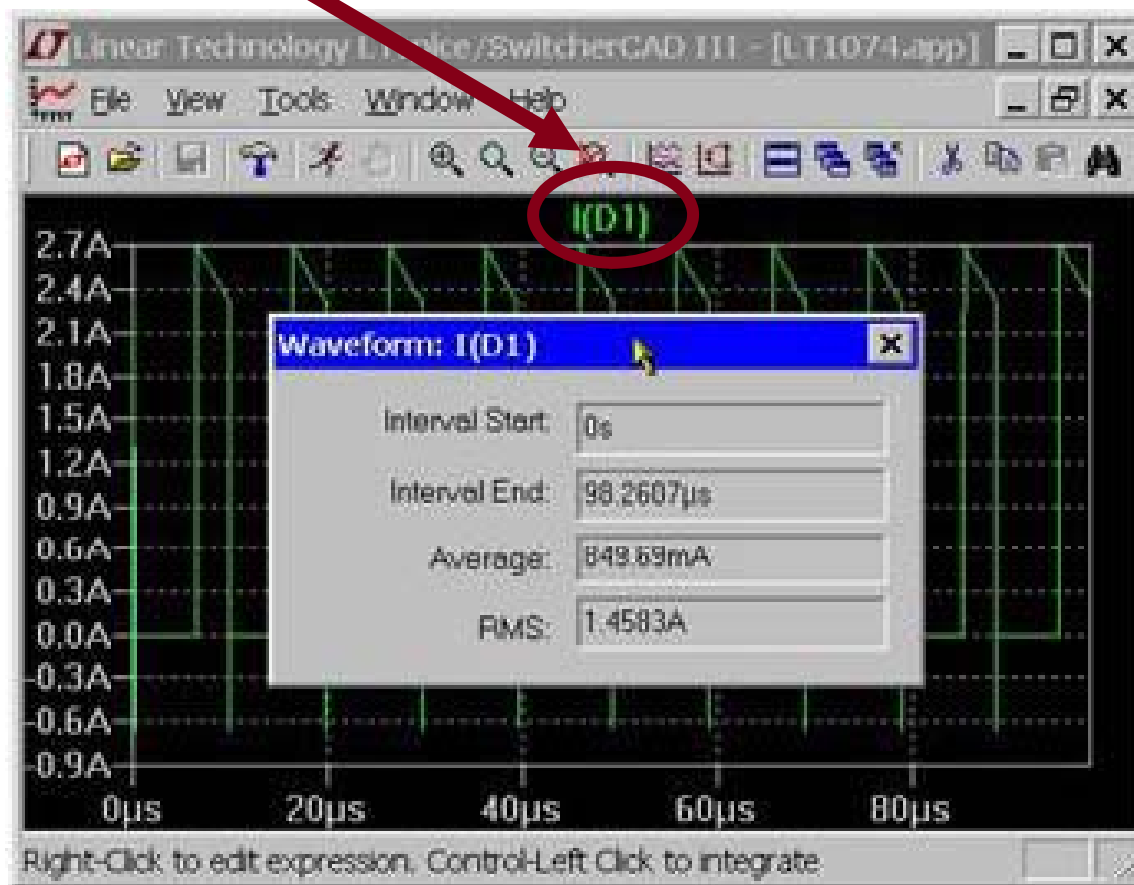 Linear Technology LTspice/SwitcherCAD III - [LT1074.app]
File View Tools Window Help
I(D1)
2.7A
2.4A
2.1A
1.8A
1.5A
1.2A
0.9A
0.6A
0.3A
0.0A
-0.3A
-0.6A
-0.9A
Waveform: I(D1)
Interval Start: 0s
Interval End: 98.2607µs
Average: 849.69mA
RMS: 1.4583A
0µs 20µs 40µs 60µs 80µs
Right-Click to edit expression. Control-Left Click to integrate